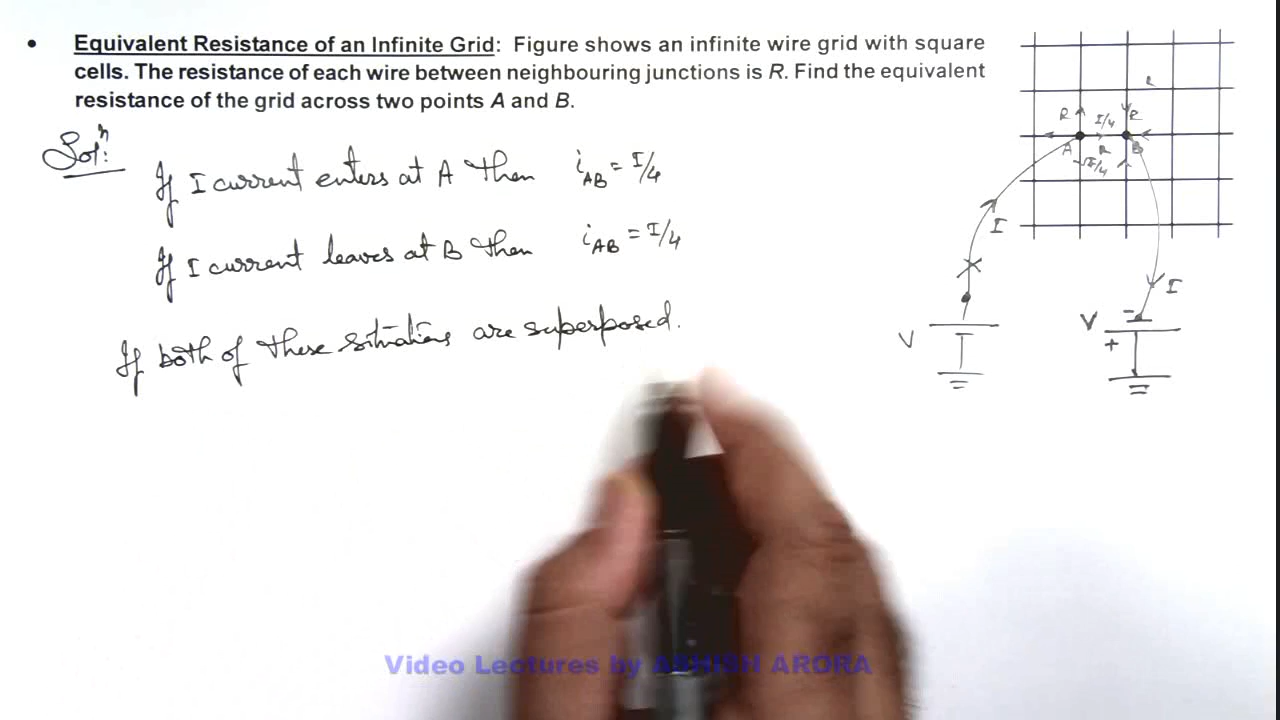 • Equivalent Resistance of an Infinite Grid: Figure shows an infinite wire grid with square
cells. The resistance of each wire between neighbouring junctions is R. Find the equivalent
resistance of the grid across two points A and B.
Solⁿ:
If I current enters at A then i_AB = I/4
If I current leaves at B then i_AB = I/4
If both of these situations are superposed.
R I/4 R
A R B
I/4
I
I
V
V
+
Video Lectures by ASHISH ARORA